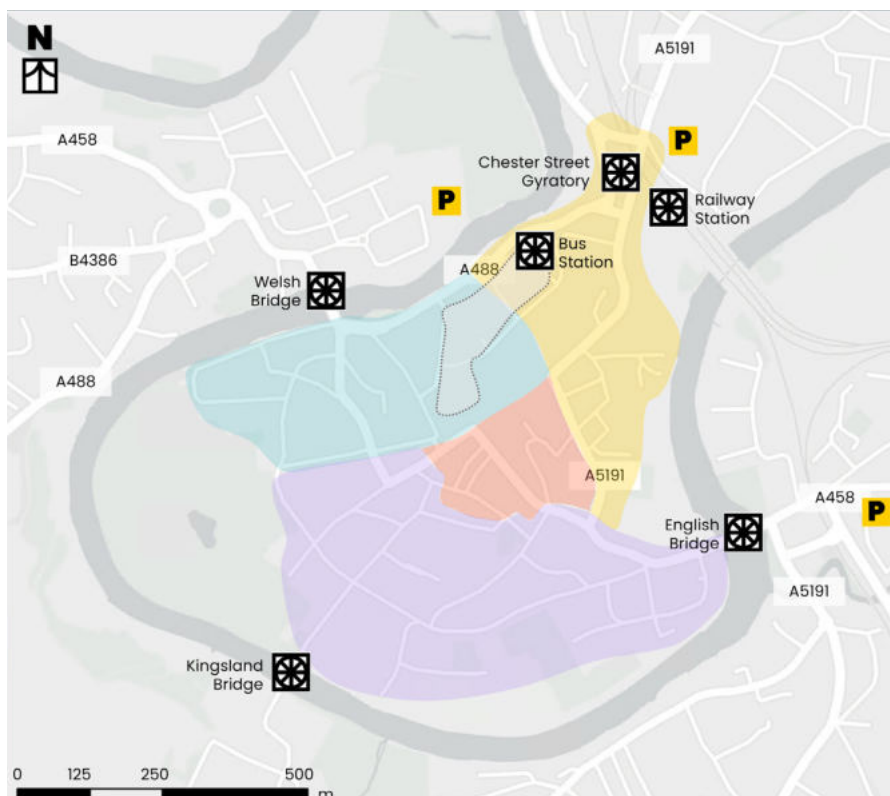 N
A5191
A458
P
Chester Street
Gyratory
P
Railway
Station
Bus
Station
B4386
A488
Welsh
Bridge
A488
A5191
A458
P
English
Bridge
A5191
Kingsland
Bridge
0 125 250 500
m